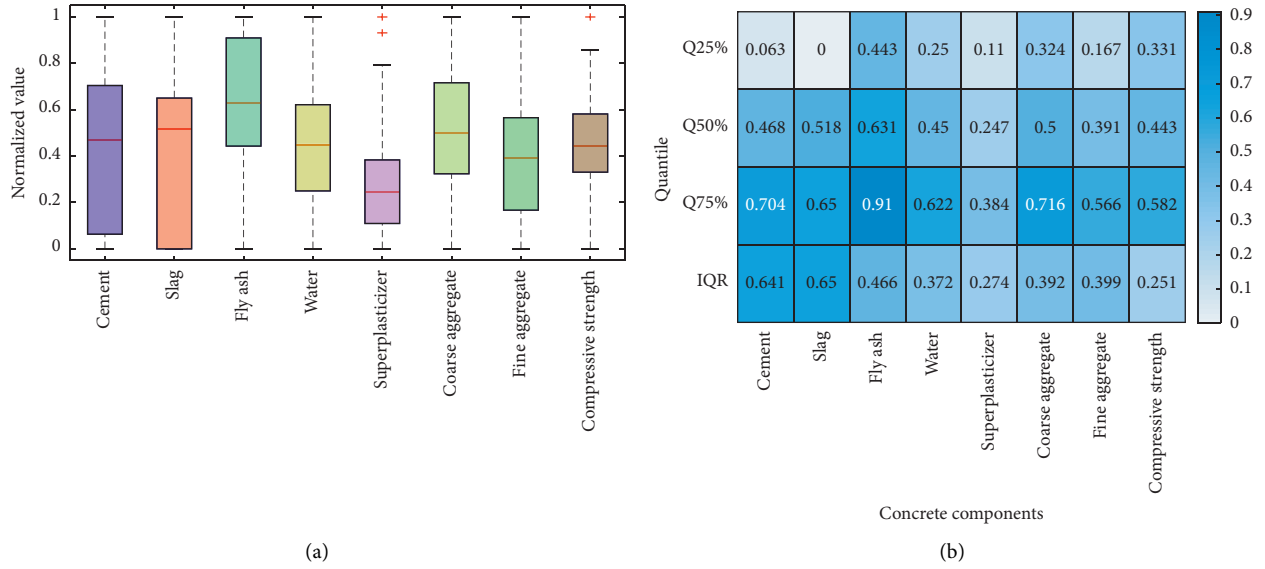 Normalized value
1
0.8
0.6
0.4
0.2
0
Cement
Slag
Fly ash
Water
Superplasticizer
Coarse aggregate
Fine aggregate
Compressive strength
(a)
Quantile
Q25% 0.063 0 0.443 0.25 0.11 0.324 0.167 0.331
Q50% 0.468 0.518 0.631 0.45 0.247 0.5 0.391 0.443
Q75% 0.704 0.65 0.91 0.622 0.384 0.716 0.566 0.582
IQR 0.641 0.65 0.466 0.372 0.274 0.392 0.399 0.251
Cement
Slag
Fly ash
Water
Superplasticizer
Coarse aggregate
Fine aggregate
Compressive strength
Concrete components
0.9
0.8
0.7
0.6
0.5
0.4
0.3
0.2
0.1
0
(b)